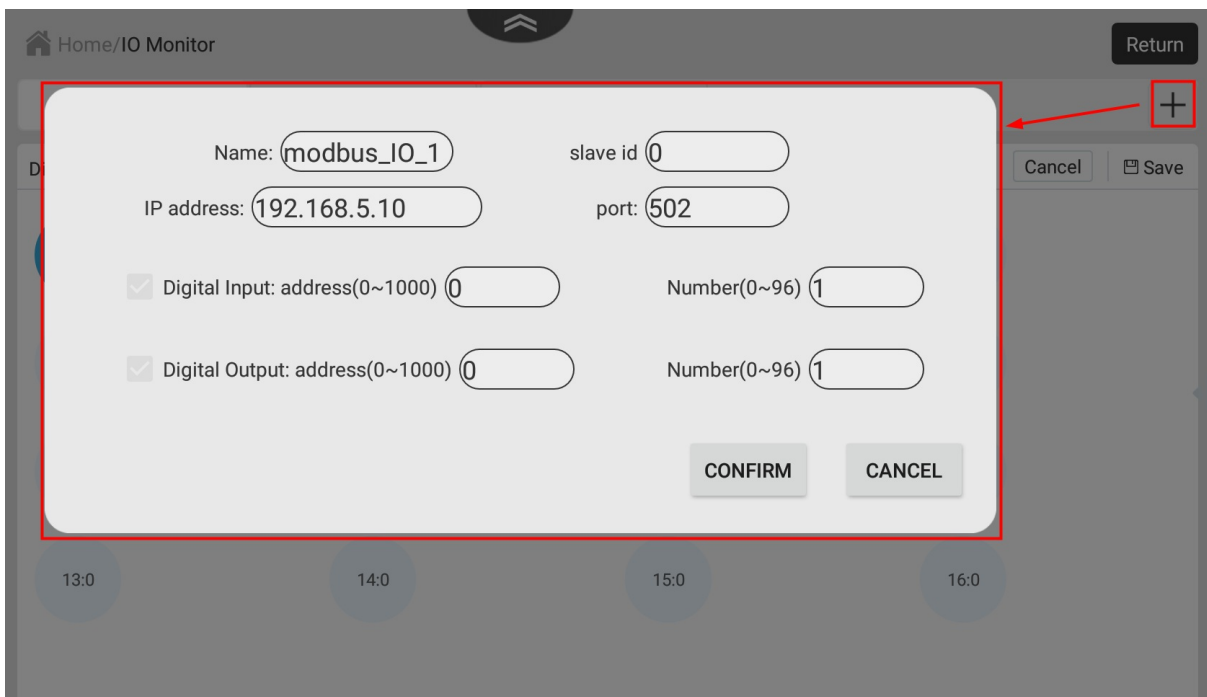 Home/IO Monitor
Return
Name: modbus_IO_1 slave id 0
Di Cancel Save
IP address: 192.168.5.10 port: 502
Digital Input: address(0~1000) 0 Number(0~96) 1
Digital Output: address(0~1000) 0 Number(0~96) 1
CONFIRM CANCEL
13:0 14:0 15:0 16:0